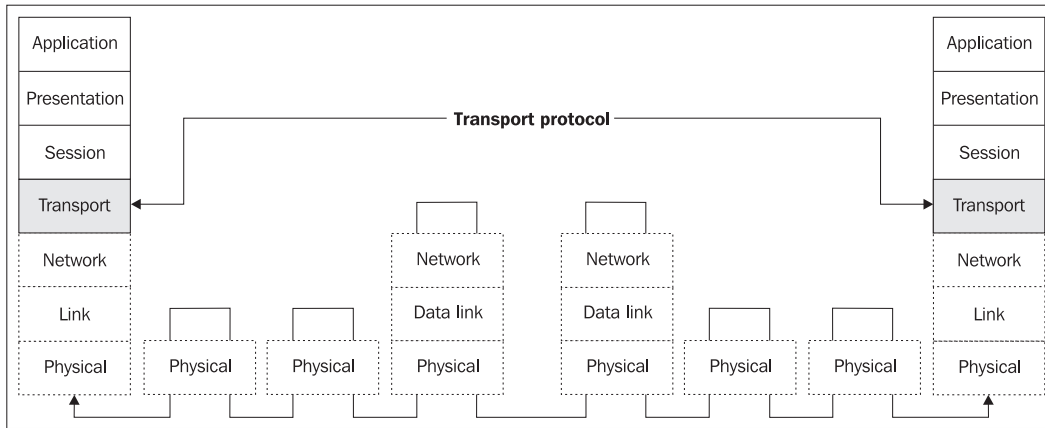 Application Application
Presentation Presentation
Transport protocol
Session Session
Transport Transport
Network Network Network Network
Link Data link Data link Link
Physical Physical Physical Physical Physical Physical Physical Physical